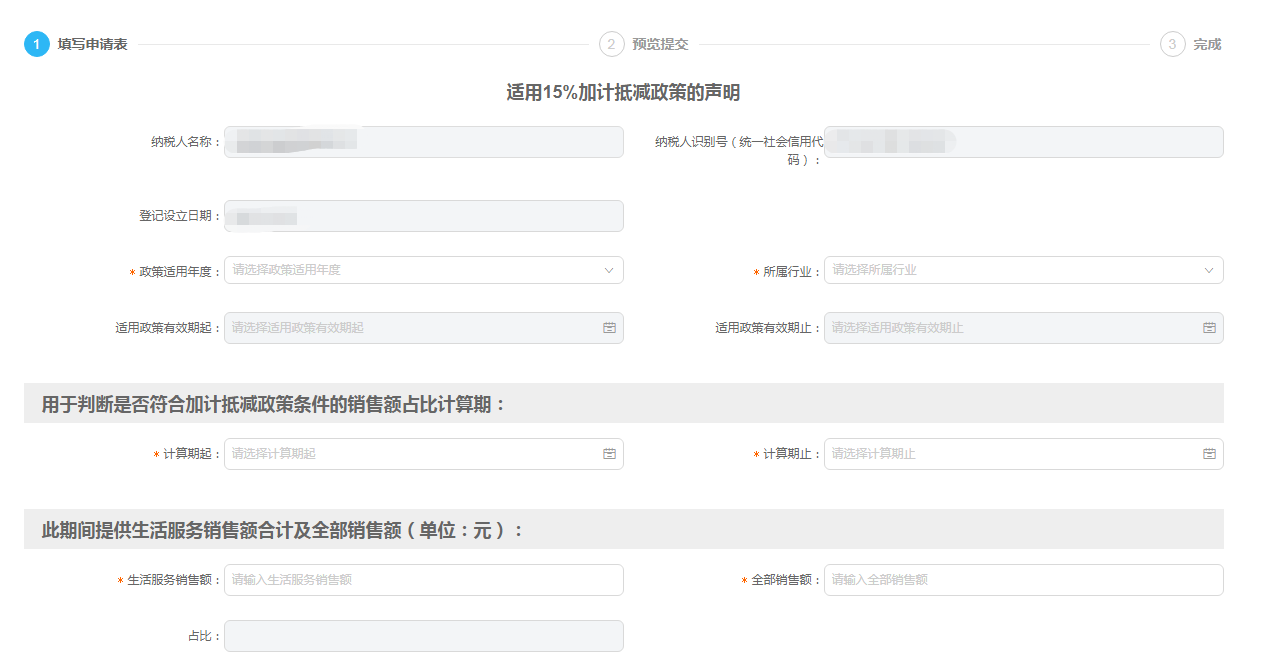 1 填写申请表 2 预览提交 3 完成
适用15%加计抵减政策的声明
纳税人名称： 纳税人识别号（统一社会信用代
码）：
登记设立日期：
* 政策适用年度： 请选择政策适用年度 * 所属行业： 请选择所属行业
适用政策有效期起： 请选择适用政策有效期起 适用政策有效期止： 请选择适用政策有效期止
用于判断是否符合加计抵减政策条件的销售额占比计算期：
* 计算期起： 请选择计算期起 * 计算期止： 请选择计算期止
此期间提供生活服务销售额合计及全部销售额（单位：元）：
* 生活服务销售额： 请输入生活服务销售额 * 全部销售额： 请输入全部销售额
占比：